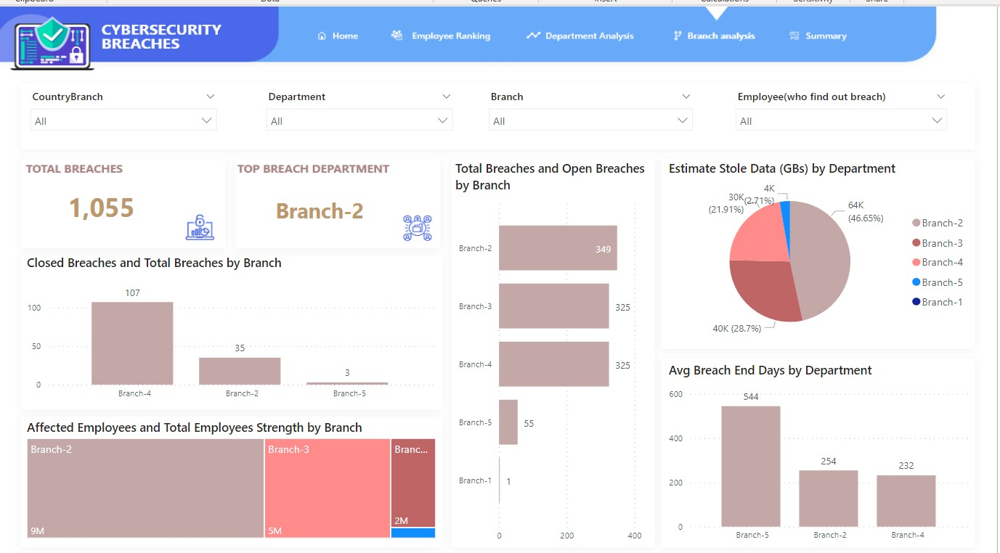 Clipboard
Data
Queries
Insert
Calculations
Sensitivity
Share
CYBERSECURITY
BREACHES
Home
Employee Ranking
Department Analysis
Branch analysis
Summary
CountryBranch
All
Department
All
Branch
All
Employee(who find out breach)
All
TOTAL BREACHES
1,055
TOP BREACH DEPARTMENT
Branch-2
Closed Breaches and Total Breaches by Branch
100
50
0
107
35
3
Branch-4
Branch-2
Branch-5
Affected Employees and Total Employees Strength by Branch
Branch-2
9M
Branch-3
5M
Branc...
2M
Total Breaches and Open Breaches
by Branch
Branch-2
349
Branch-3
325
Branch-4
325
Branch-5
55
Branch-1
1
0
200
400
Estimate Stole Data (GBs) by Department
4K
(2.71%)
30K
(21.91%)
64K
(46.65%)
40K (28.7%)
Branch-2
Branch-3
Branch-4
Branch-5
Branch-1
Avg Breach End Days by Department
600
400
200
0
544
254
232
Branch-5
Branch-2
Branch-4